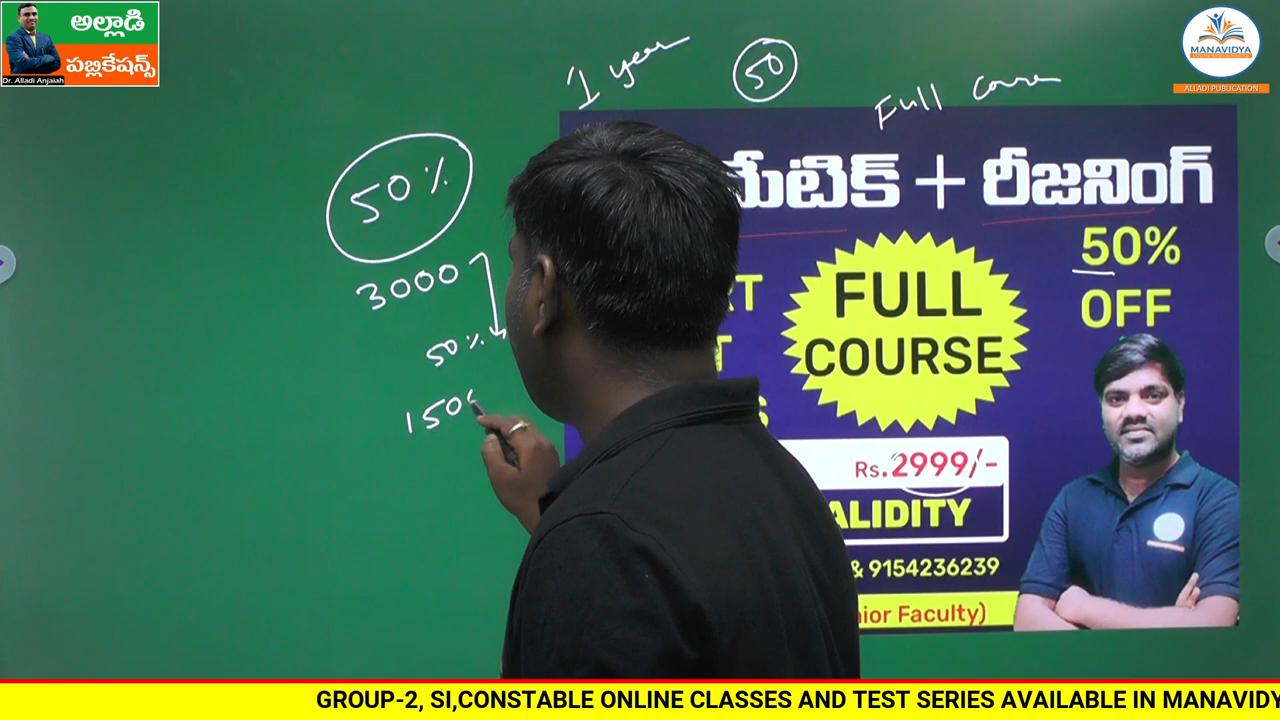 అల్లాడి
పబ్లికేషన్స్
Dr. Alladi Anjaiah
MANAVIDYA
ALLADI PUBLICATION
1 year
50
Full course
50%
3000
50%
150
మేటిక్ + రీజనింగ్
50%
OFF
FULL
COURSE
Rs.2999/-
ALIDITY
& 9154236239
ior Faculty)
GROUP-2, SI,CONSTABLE ONLINE CLASSES AND TEST SERIES AVAILABLE IN MANAVIDY